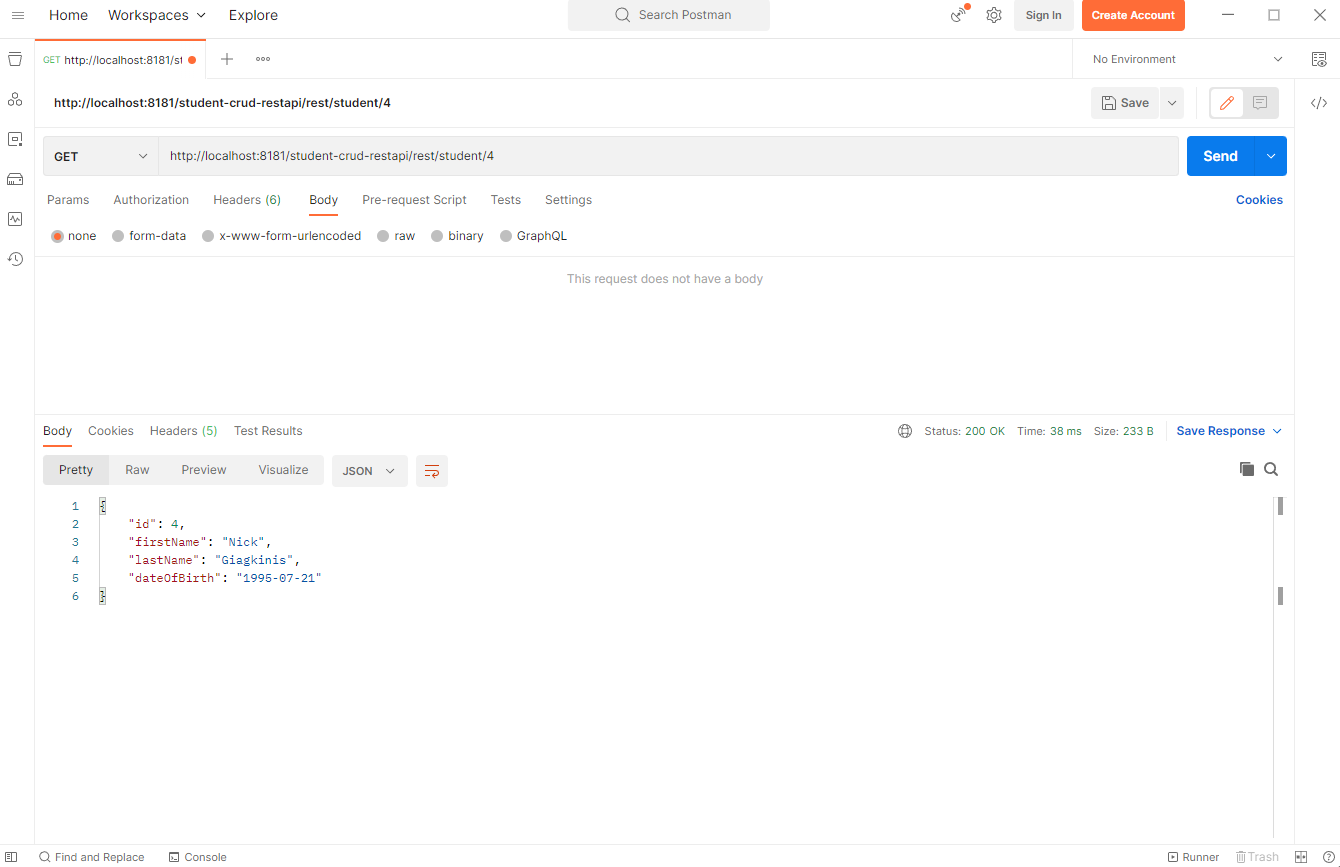 Home Workspaces Explore Search Postman Sign In Create Account
GET http://localhost:8181/st No Environment
http://localhost:8181/student-crud-restapi/rest/student/4 Save
GET http://localhost:8181/student-crud-restapi/rest/student/4 Send
Params Authorization Headers (6) Body Pre-request Script Tests Settings Cookies
none form-data x-www-form-urlencoded raw binary GraphQL
This request does not have a body
Body Cookies Headers (5) Test Results Status: 200 OK Time: 38 ms Size: 233 B Save Response
Pretty Raw Preview Visualize JSON
1 {
2 "id": 4,
3 "firstName": "Nick",
4 "lastName": "Giagkinis",
5 "dateOfBirth": "1995-07-21"
6 }
Find and Replace Console Runner Trash